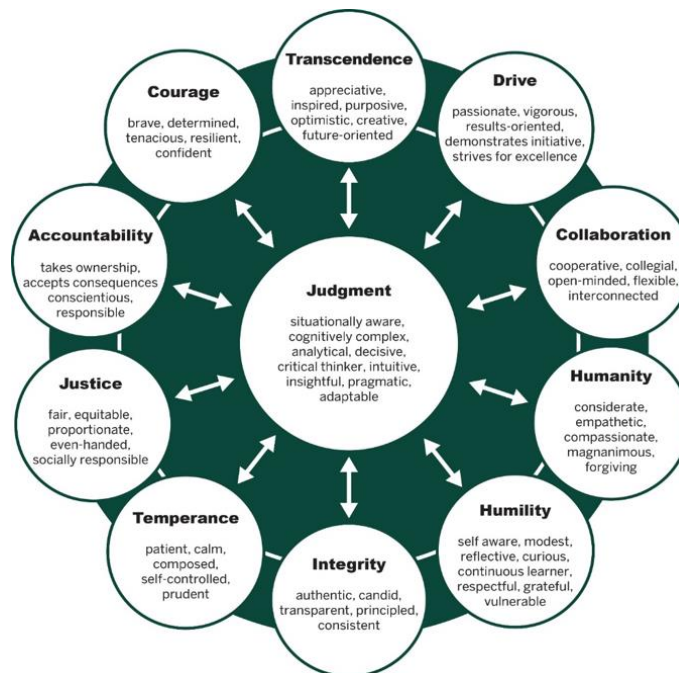 Transcendence
appreciative,
inspired, purposive,
optimistic, creative,
future-oriented
Drive
passionate, vigorous,
results-oriented,
demonstrates initiative,
strives for excellence
Collaboration
cooperative, collegial,
open-minded, flexible,
interconnected
Humanity
considerate,
empathetic,
compassionate,
magnanimous,
forgiving
Humility
self aware, modest,
reflective, curious,
continuous learner,
respectful, grateful,
vulnerable
Integrity
authentic, candid,
transparent, principled,
consistent
Temperance
patient, calm,
composed,
self-controlled,
prudent
Justice
fair, equitable,
proportionate,
even-handed,
socially responsible
Accountability
takes ownership,
accepts consequences
conscientious,
responsible
Courage
brave, determined,
tenacious, resilient,
confident
Judgment
situationally aware,
cognitively complex,
analytical, decisive,
critical thinker, intuitive,
insightful, pragmatic,
adaptable